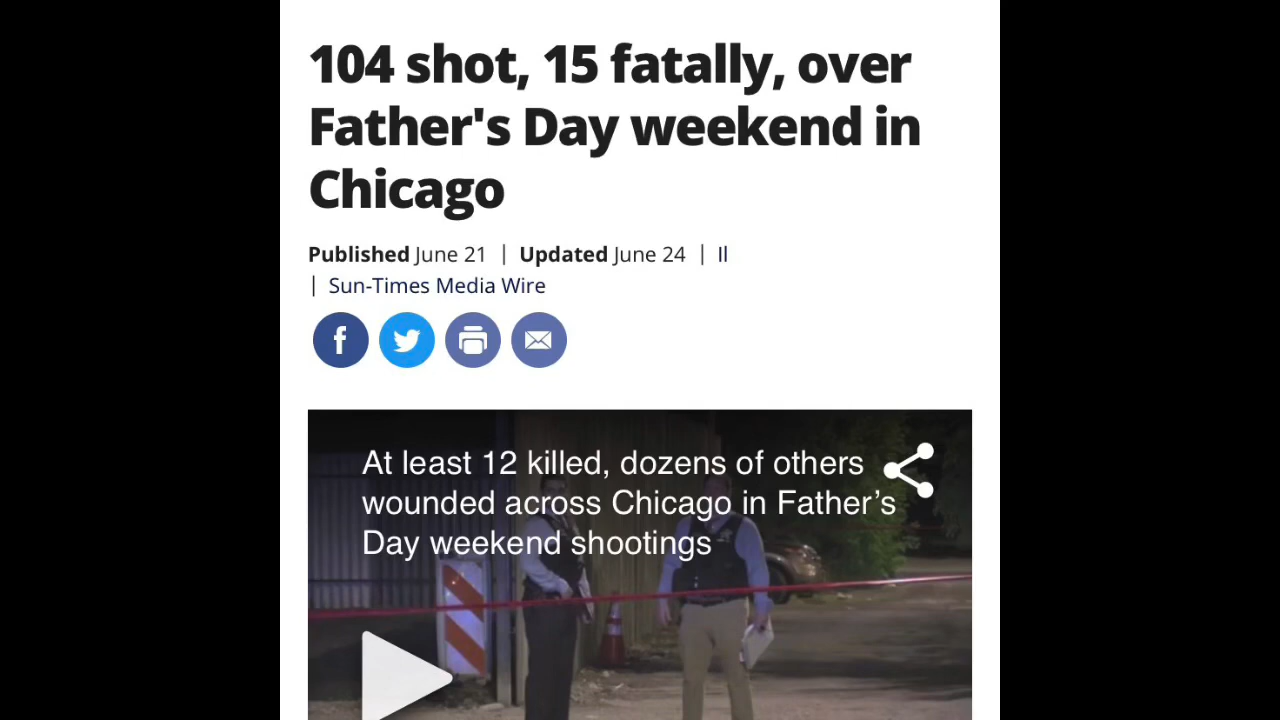 104 shot, 15 fatally, over
Father's Day weekend in
Chicago
Published June 21 | Updated June 24 | Il
| Sun-Times Media Wire
At least 12 killed, dozens of others
wounded across Chicago in Father’s
Day weekend shootings